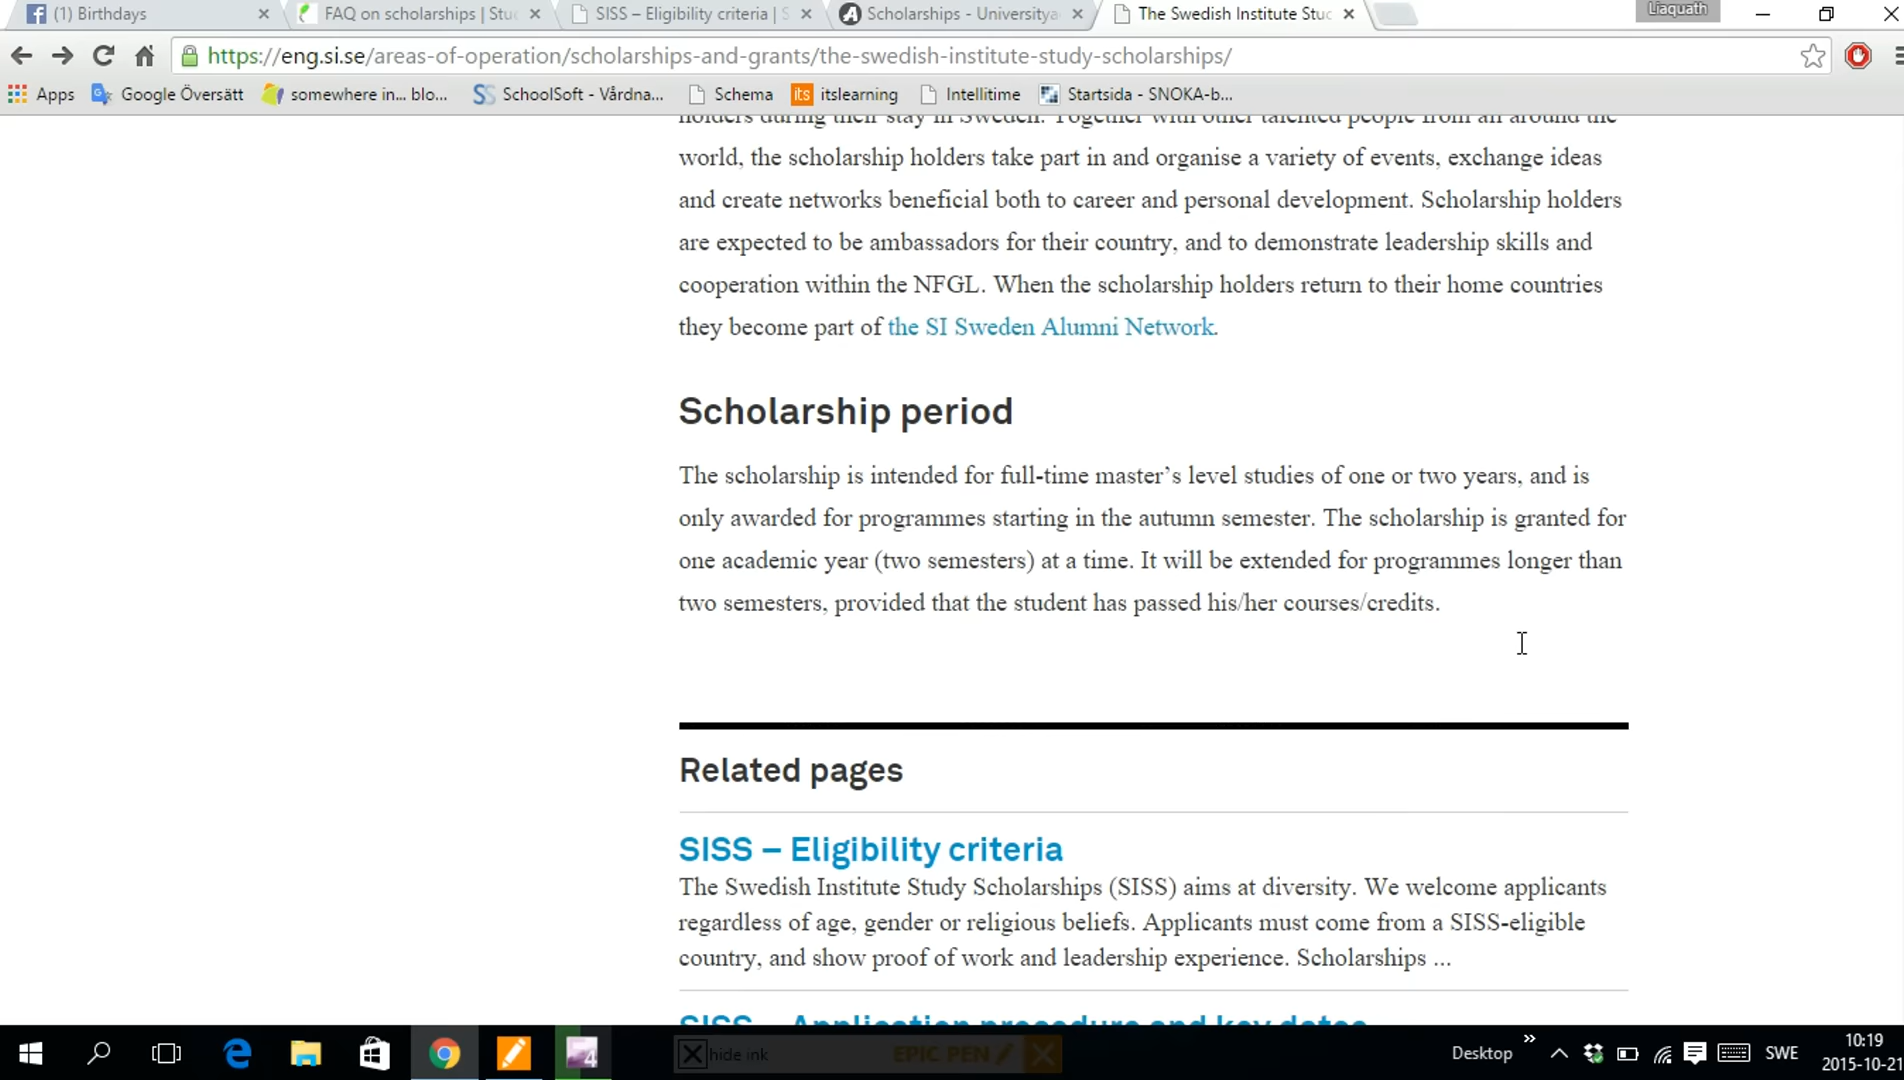 (1) Birthdays
FAQ on scholarships | Stu
SISS – Eligibility criteria | S
Scholarships - Universitya
The Swedish Institute Stuc
Liaquath
https://eng.si.se/areas-of-operation/scholarships-and-grants/the-swedish-institute-study-scholarships/
Apps
Google Översätt
somewhere in... blo...
SchoolSoft - Vårdna...
Schema
its itslearning
Intellitime
Startsida - SNOKA-b...
holders during their stay in Sweden. Together with other talented people from all around the
world, the scholarship holders take part in and organise a variety of events, exchange ideas
and create networks beneficial both to career and personal development. Scholarship holders
are expected to be ambassadors for their country, and to demonstrate leadership skills and
cooperation within the NFGL. When the scholarship holders return to their home countries
they become part of the SI Sweden Alumni Network.
Scholarship period
The scholarship is intended for full-time master’s level studies of one or two years, and is
only awarded for programmes starting in the autumn semester. The scholarship is granted for
one academic year (two semesters) at a time. It will be extended for programmes longer than
two semesters, provided that the student has passed his/her courses/credits.
Related pages
SISS – Eligibility criteria
The Swedish Institute Study Scholarships (SISS) aims at diversity. We welcome applicants
regardless of age, gender or religious beliefs. Applicants must come from a SISS-eligible
country, and show proof of work and leadership experience. Scholarships ...
SISS – Application procedure and key dates
hide ink
EPIC PEN
Desktop
SWE
10:19
2015-10-21